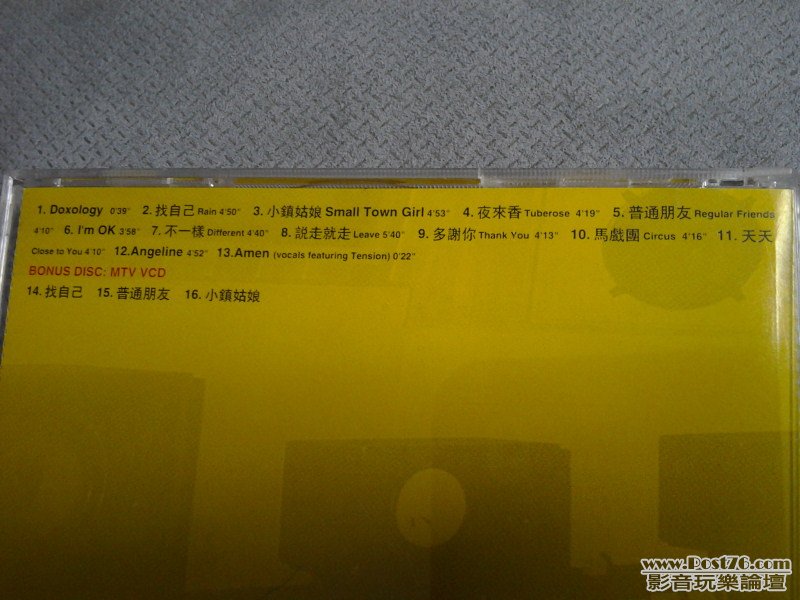 1. Doxology 0'39" 2. 找自己 Rain 4'50" 3. 小鎮姑娘 Small Town Girl 4'53" 4. 夜來香 Tuberose 4'19" 5. 普通朋友 Regular Friends
4'10" 6. I'm OK 3'58" 7. 不一樣 Different 4'40" 8. 説走就走 Leave 5'40" 9. 多謝你 Thank You 4'13" 10. 馬戲團 Circus 4'16" 11. 天天
Close to You 4'10" 12. Angeline 4'52" 13. Amen (vocals featuring Tension) 0'22"
BONUS DISC: MTV VCD
14. 找自己 15. 普通朋友 16. 小鎮姑娘
www.Post76.com
影音玩樂論壇